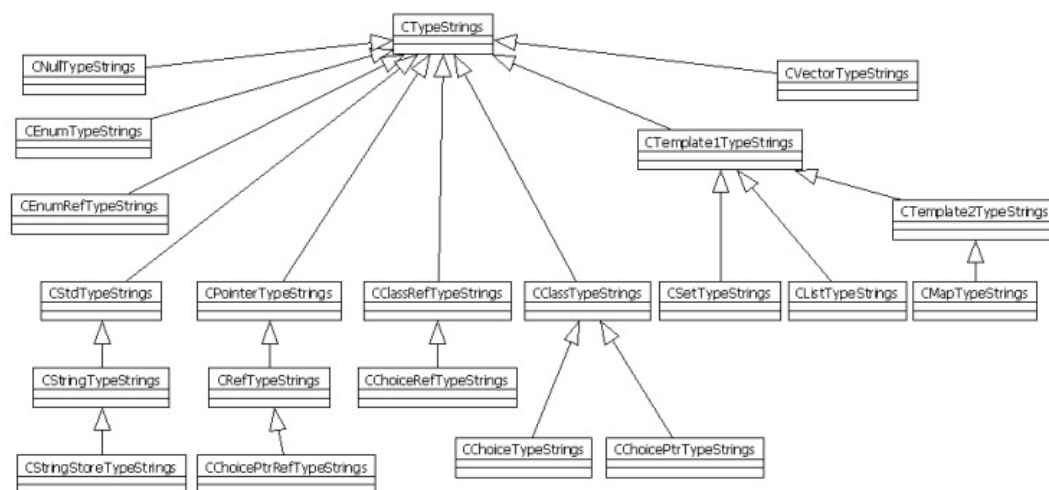 CTypeStrings
CNullTypeStrings
CVectorTypeStrings
CEnumTypeStrings
CTemplate1TypeStrings
CEnumRefTypeStrings
CTemplate2TypeStrings
CStdTypeStrings
CPointerTypeStrings
CClassRefTypeStrings
CClassTypeStrings
CSetTypeStrings
CListTypeStrings
CMapTypeStrings
CStringTypeStrings
CRefTypeStrings
CChoiceRefTypeStrings
CChoiceTypeStrings
CChoicePtrTypeStrings
CStringStoreTypeStrings
CChoicePtrRefTypeStrings